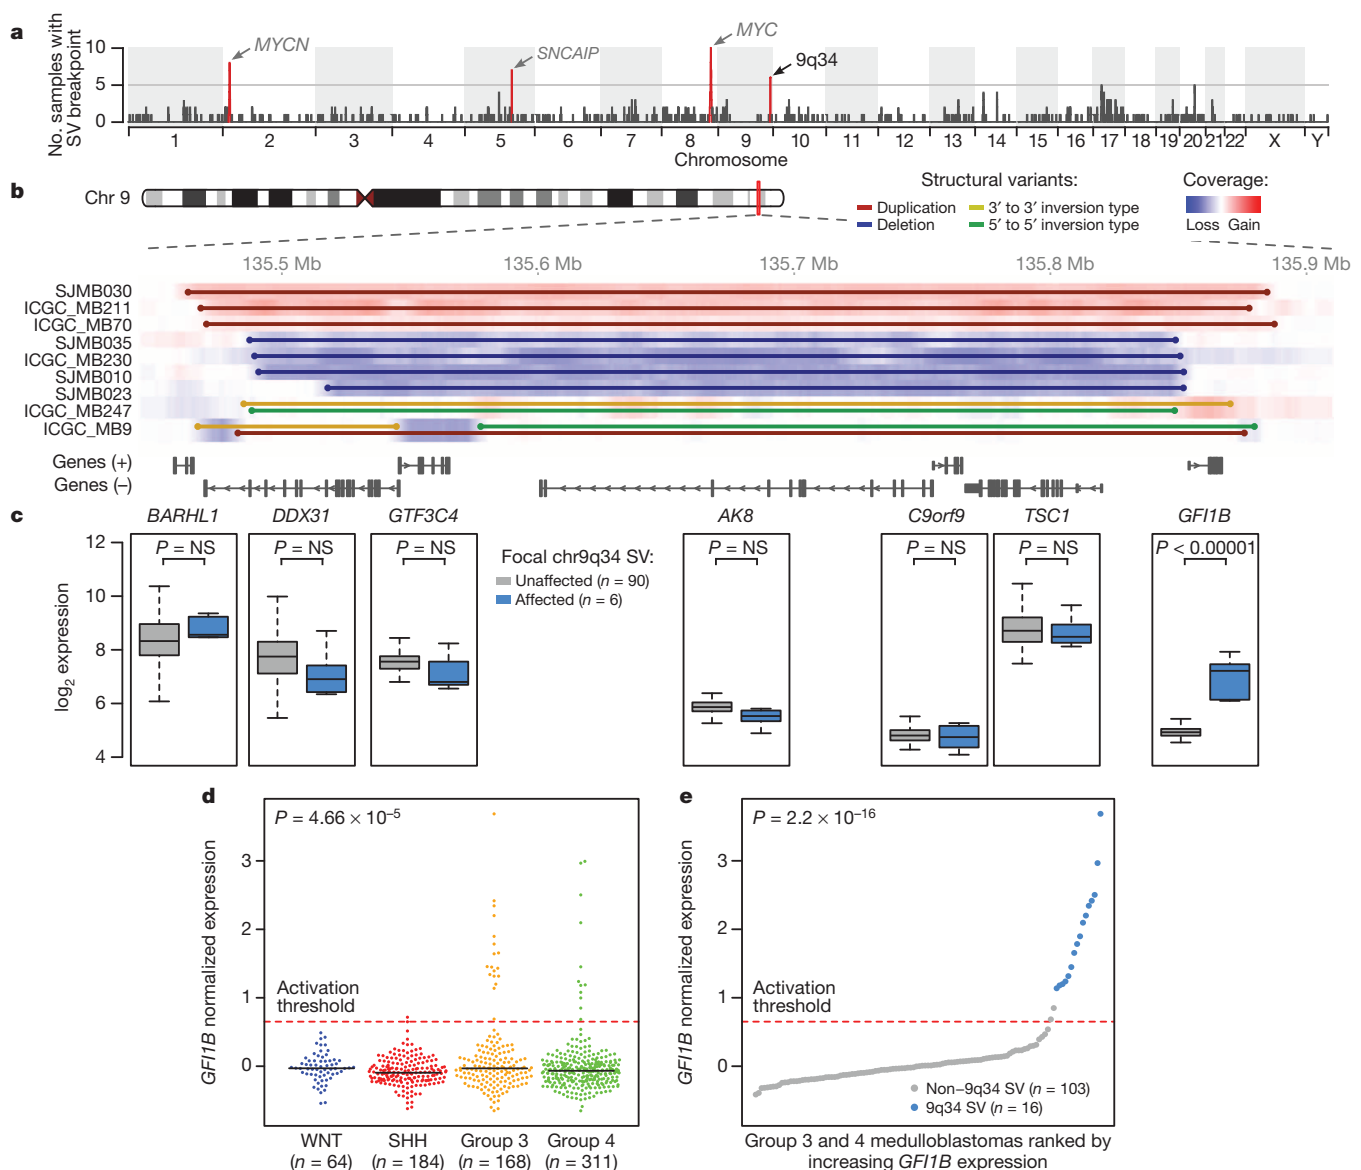 a
No. samples with
SV breakpoint
10
5
0
MYCN
SNCAIP
MYC
9q34
1 2 3 4 5 6 7 8 9 10 11 12 13 14 15 16 17 18 19 20 21 22 X Y
Chromosome
b
Chr 9
Structural variants:
Duplication
3′ to 3′ inversion type
Deletion
5′ to 5′ inversion type
Coverage:
Loss Gain
135.5 Mb 135.6 Mb 135.7 Mb 135.8 Mb 135.9 Mb
SJMB030
ICGC_MB211
ICGC_MB70
SJMB035
ICGC_MB230
SJMB010
SJMB023
ICGC_MB247
ICGC_MB9
Genes (+)
Genes (–)
c
BARHL1 DDX31 GTF3C4 AK8 C9orf9 TSC1 GFI1B
log2 expression
12
10
8
6
4
P = NS
P = NS
P = NS
Focal chr9q34 SV:
Unaffected (n = 90)
Affected (n = 6)
P = NS
P = NS
P = NS
P < 0.00001
d
P = 4.66 × 10–5
GFI1B normalized expression
3
2
1
0
Activation
threshold
WNT
(n = 64)
SHH
(n = 184)
Group 3
(n = 168)
Group 4
(n = 311)
e
P = 2.2 × 10–16
GFI1B normalized expression
3
2
1
0
Activation
threshold
Non–9q34 SV (n = 103)
9q34 SV (n = 16)
Group 3 and 4 medulloblastomas ranked by
increasing GFI1B expression